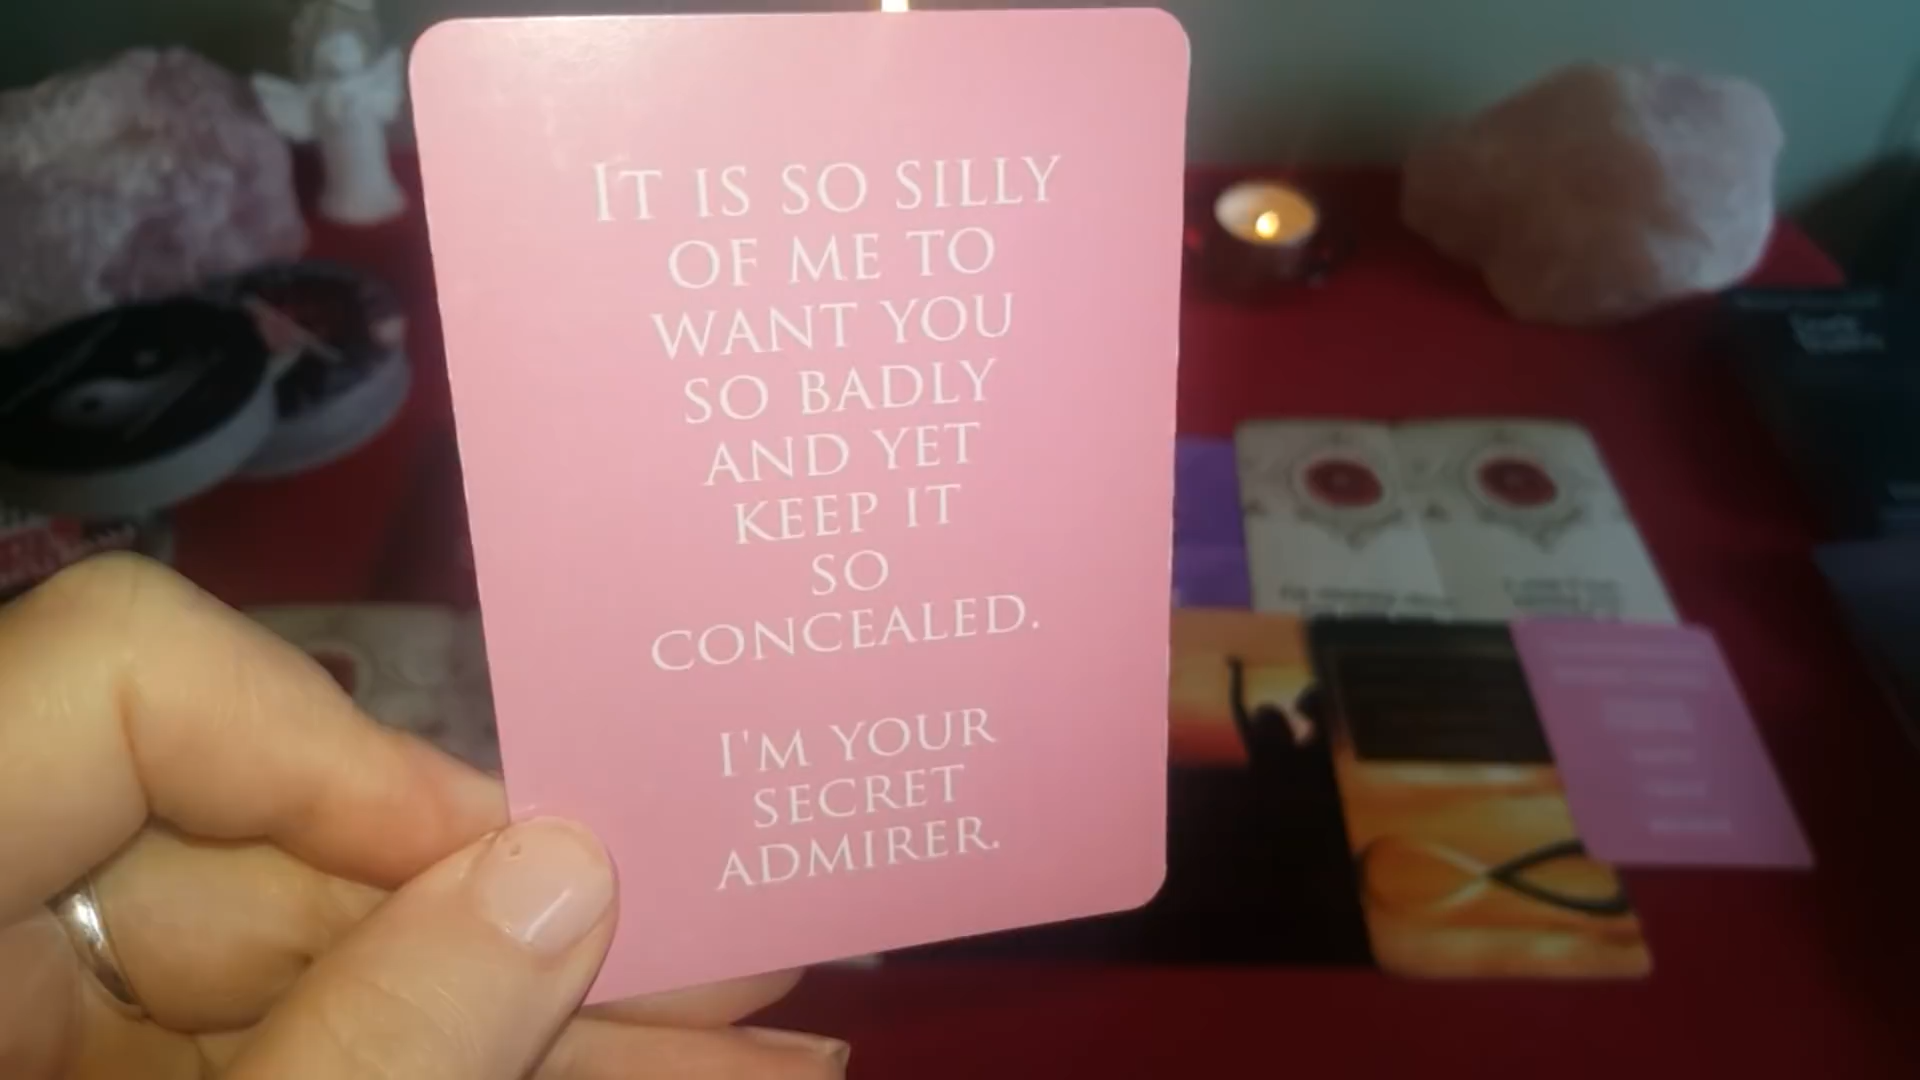 IT IS SO SILLY
OF ME TO
WANT YOU
SO BADLY
AND YET
KEEP IT
SO
CONCEALED.
I'M YOUR
SECRET
ADMIRER.